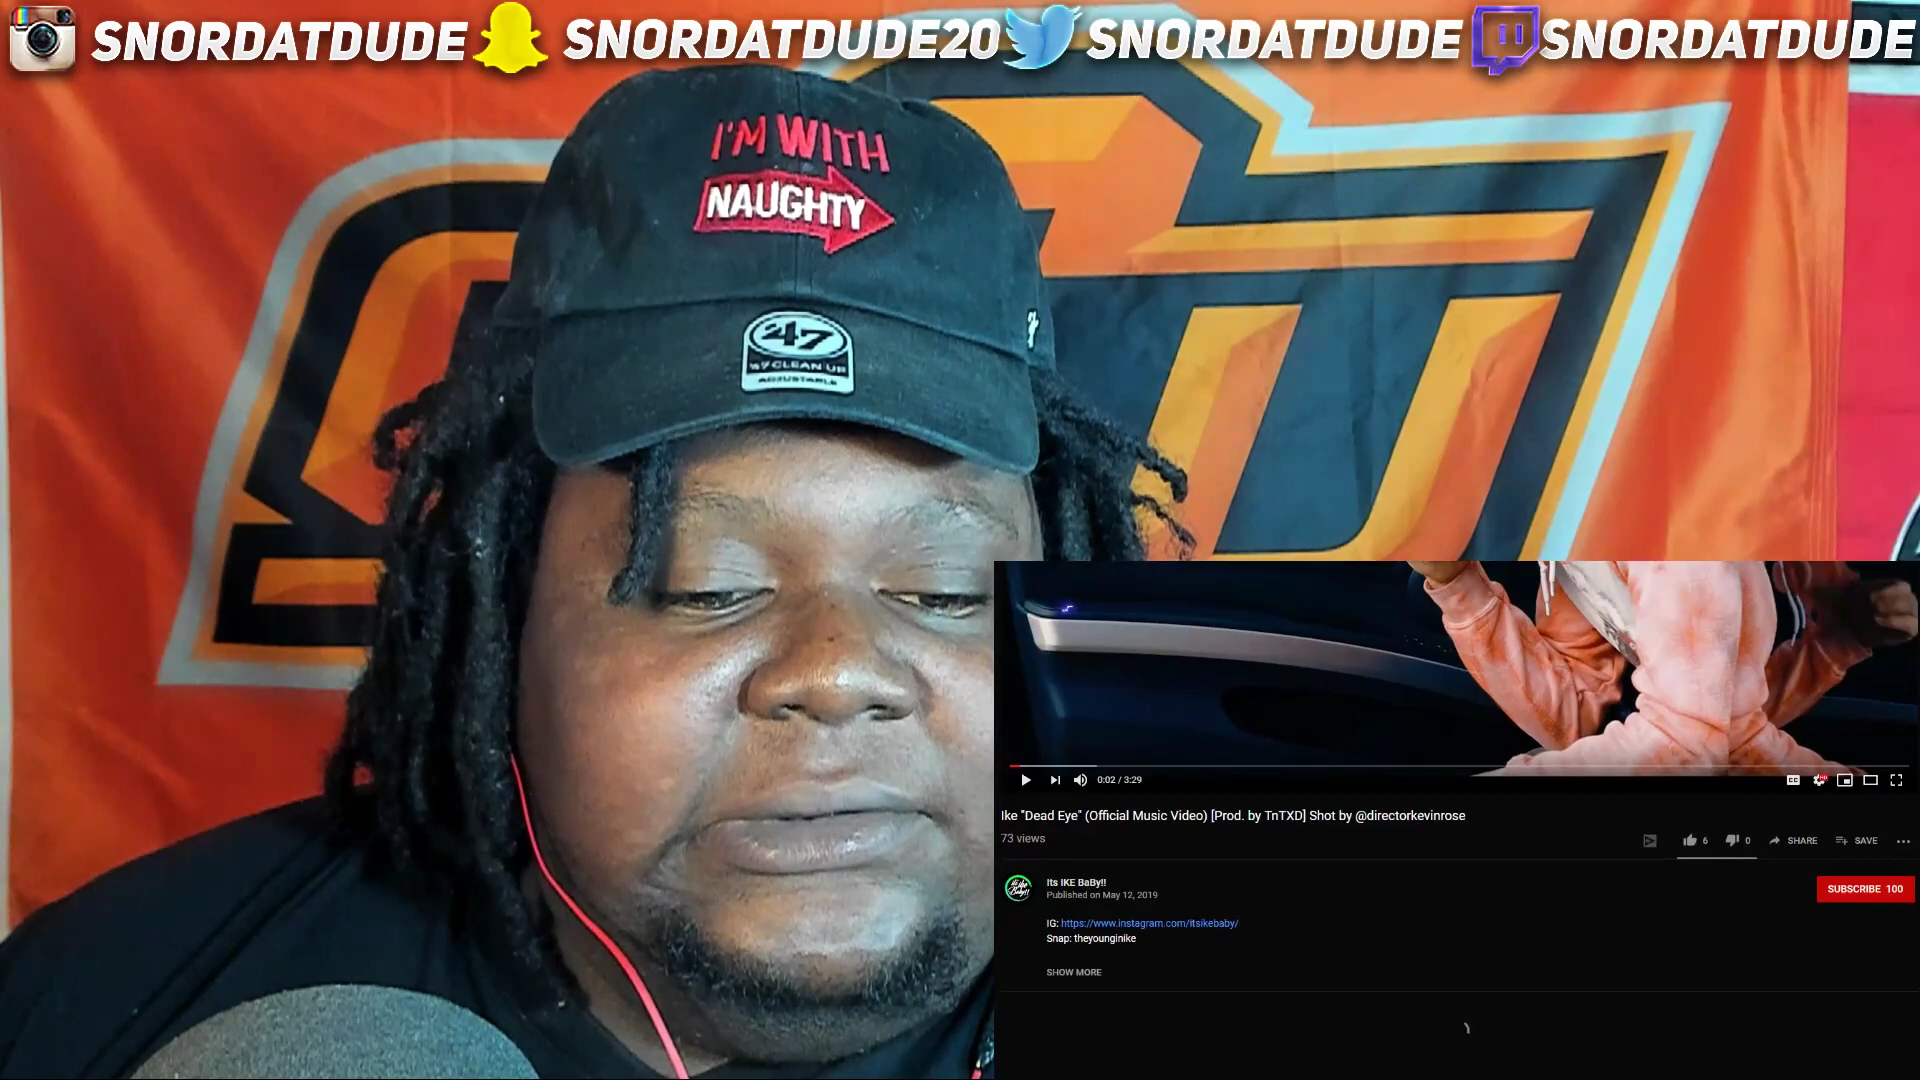 SNORDATDUDE SNORDATDUDE20 SNORDATDUDE SNORDATDUDE
I'M WITH
NAUGHTY
47
'47 CLEAN UP
ADJUSTABLE
0:02 / 3:29
Ike "Dead Eye" (Official Music Video) [Prod. by TnTXD] Shot by @directorkevinrose
73 views
6 0 SHARE SAVE
Its IKE BaBy!!
Published on May 12, 2019
SUBSCRIBE 100
IG: https://www.instagram.com/itsikebaby/
Snap: theyounginike
SHOW MORE